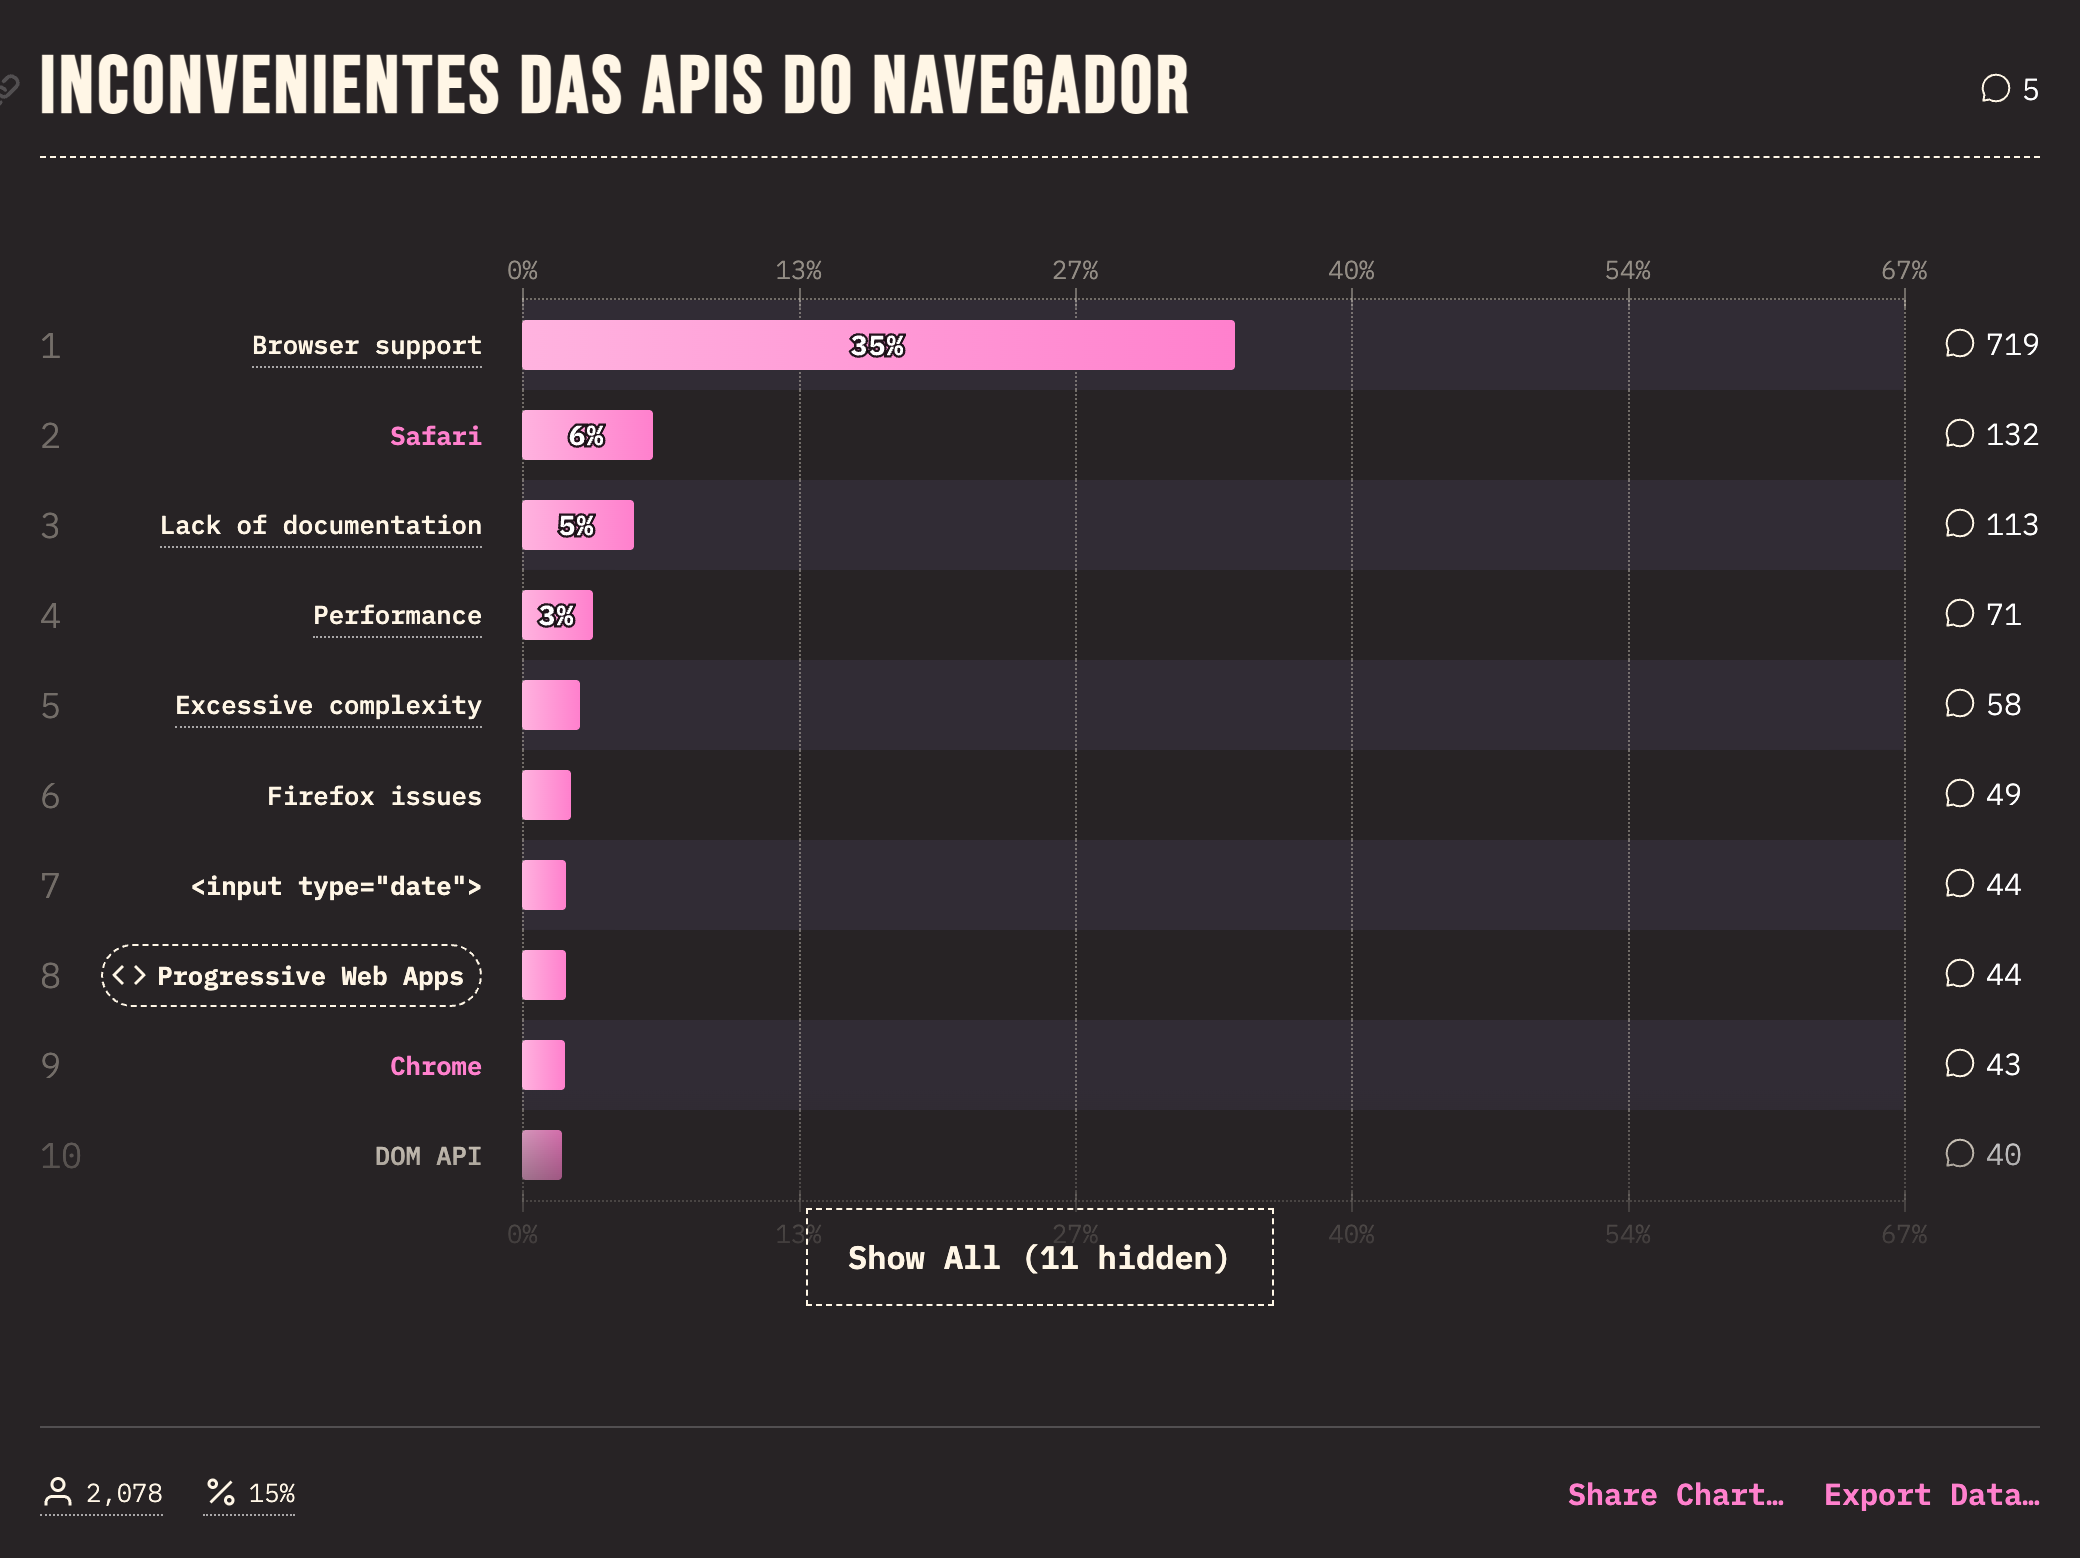 INCONVENIENTES DAS APIS DO NAVEGADOR
5
0% 13% 27% 40% 54% 67%
1 Browser support 35% 719
2 Safari 6% 132
3 Lack of documentation 5% 113
4 Performance 3% 71
5 Excessive complexity 58
6 Firefox issues 49
7 <input type="date"> 44
8 <> Progressive Web Apps 44
9 Chrome 43
10 DOM API 40
0% 13% 27% 40% 54% 67%
Show All (11 hidden)
2,078 % 15% Share Chart… Export Data…